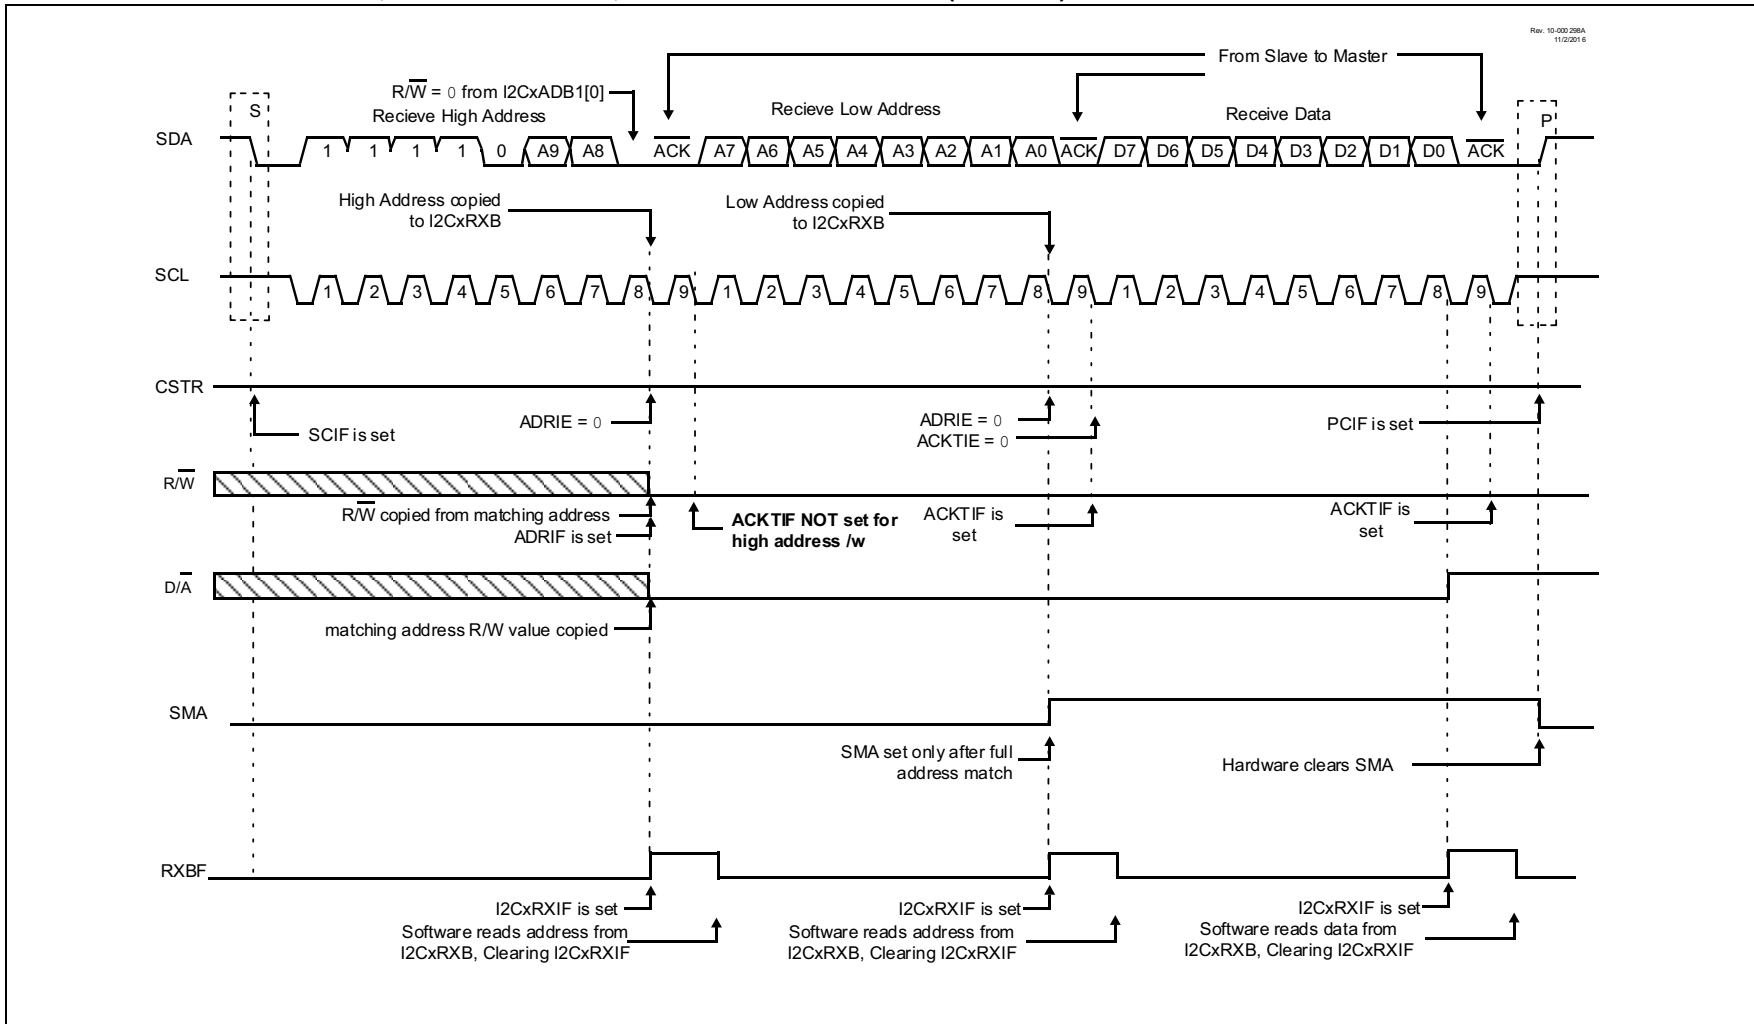 Rev. 10-000 298A
11/2/201 6
From Slave to Master
R/W = 0 from I2CxADB1[0]
Recieve High Address
Recieve Low Address
Receive Data
S
P
SDA
1 1 1 1 0 A9 A8 ACK A7 A6 A5 A4 A3 A2 A1 A0 ACK D7 D6 D5 D4 D3 D2 D1 D0 ACK
High Address copied
to I2CxRXB
Low Address copied
to I2CxRXB
SCL
1 2 3 4 5 6 7 8 9 1 2 3 4 5 6 7 8 9 1 2 3 4 5 6 7 8 9
CSTR
SCIF is set
ADRIE = 0
ADRIE = 0
ACKTIE = 0
PCIF is set
R/W
R/W copied from matching address
ADRIF is set
ACKTIF NOT set for
high address /w
ACKTIF is
set
ACKTIF is
set
D/A
matching address R/W value copied
SMA
SMA set only after full
address match
Hardware clears SMA
RXBF
I2CxRXIF is set
Software reads address from
I2CxRXB, Clearing I2CxRXIF
I2CxRXIF is set
Software reads address from
I2CxRXB, Clearing I2CxRXIF
I2CxRXIF is set
Software reads data from
I2CxRXB, Clearing I2CxRXIF